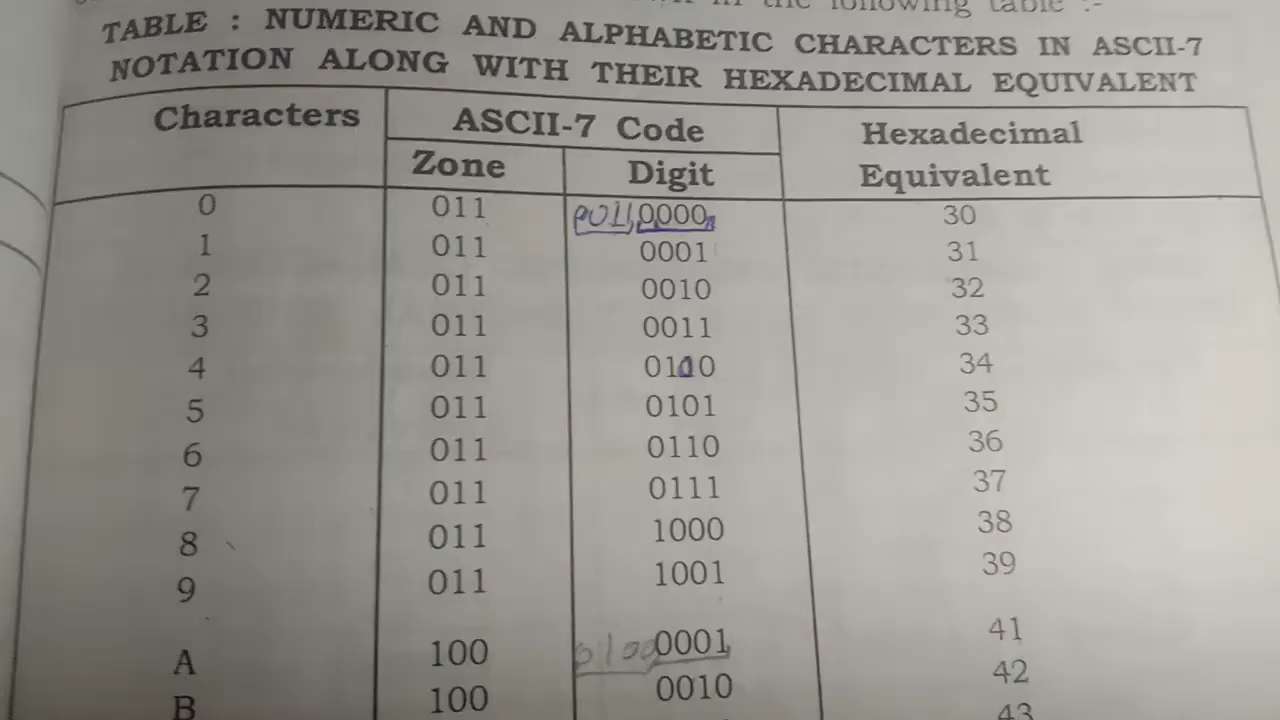 the following table :-
TABLE : NUMERIC AND ALPHABETIC CHARACTERS IN ASCII-7
NOTATION ALONG WITH THEIR HEXADECIMAL EQUIVALENT
Characters ASCII-7 Code Hexadecimal Equivalent
Zone Digit
0 011 0011 0000 30
1 011 0001 31
2 011 0010 32
3 011 0011 33
4 011 0100 34
5 011 0101 35
6 011 0110 36
7 011 0111 37
8 011 1000 38
9 011 1001 39
A 100 0100 0001 41
B 100 0010 42
43